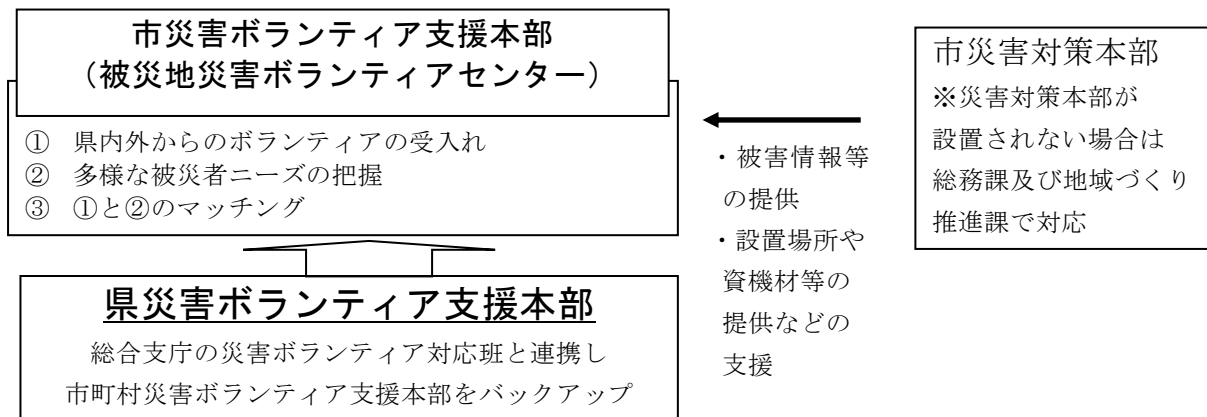 市災害ボランティア支援本部
（被災地災害ボランティアセンター）
① 県内外からのボランティアの受入れ
② 多様な被災者ニーズの把握
③ ①と②のマッチング
県災害ボランティア支援本部
総合支庁の災害ボランティア対応班と連携し
市町村災害ボランティア支援本部をバックアップ
・被害情報等
の提供
・設置場所や
資機材等の
提供などの
支援
市災害対策本部
※災害対策本部が
設置されない場合は
総務課及び地域づくり
推進課で対応